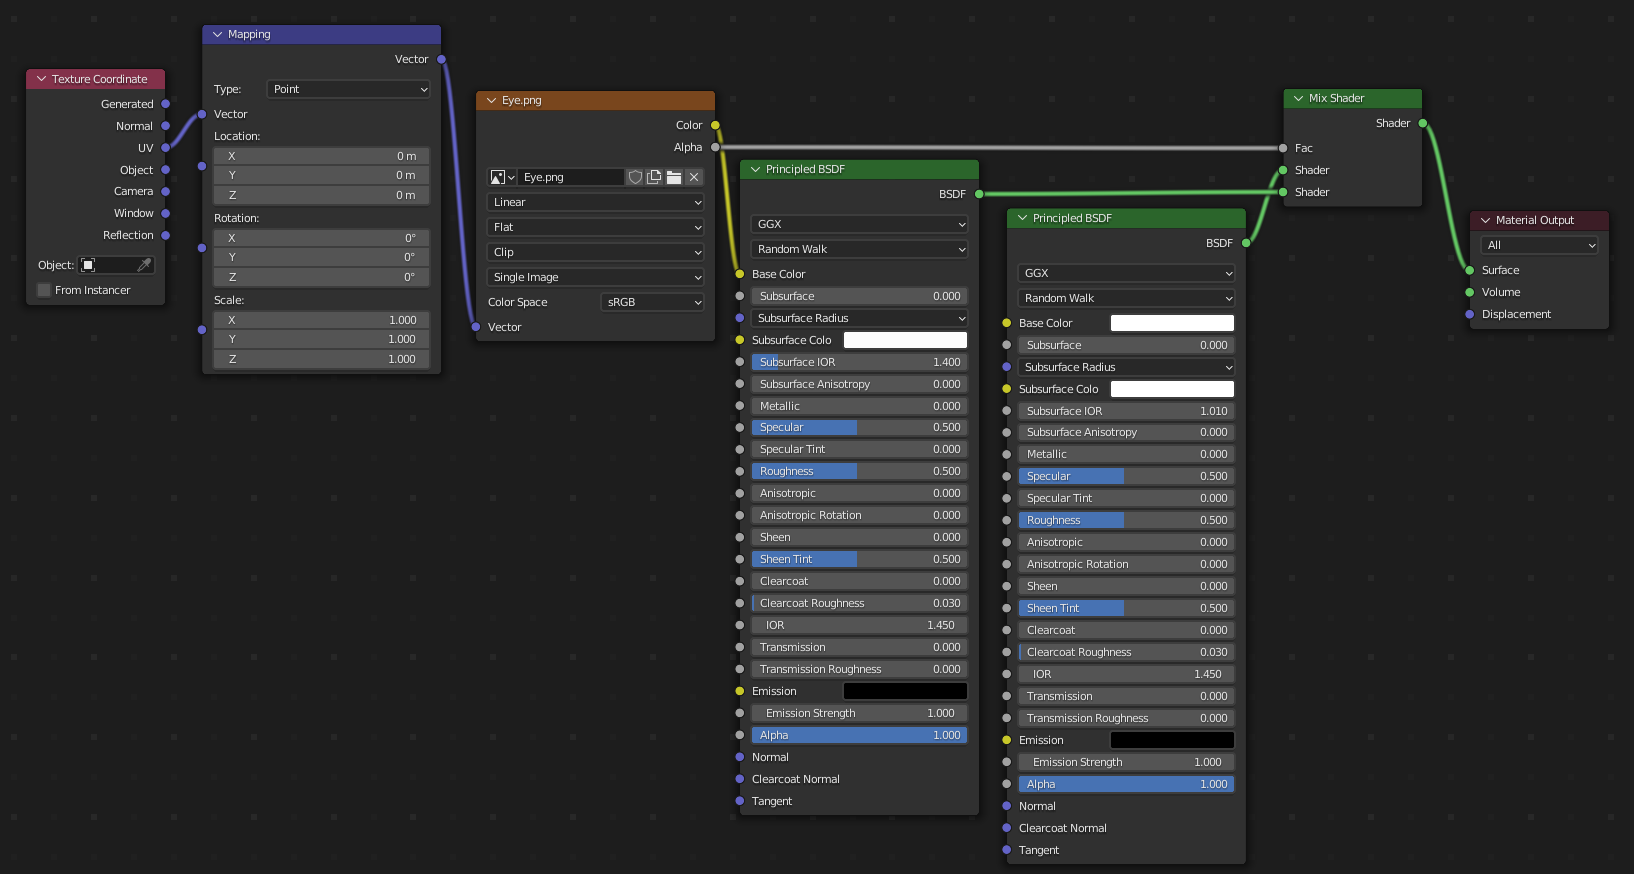 Texture Coordinate
Generated
Normal
UV
Object
Camera
Window
Reflection
Object:
From Instancer
Mapping
Vector
Type: Point
Vector
Location:
X 0 m
Y 0 m
Z 0 m
Rotation:
X 0°
Y 0°
Z 0°
Scale:
X 1.000
Y 1.000
Z 1.000
Eye.png
Color
Alpha
Eye.png
Linear
Flat
Clip
Single Image
Color Space sRGB
Vector
Principled BSDF
BSDF
GGX
Random Walk
Base Color
Subsurface 0.000
Subsurface Radius
Subsurface Colo
Subsurface IOR 1.400
Subsurface Anisotropy 0.000
Metallic 0.000
Specular 0.500
Specular Tint 0.000
Roughness 0.500
Anisotropic 0.000
Anisotropic Rotation 0.000
Sheen 0.000
Sheen Tint 0.500
Clearcoat 0.000
Clearcoat Roughness 0.030
IOR 1.450
Transmission 0.000
Transmission Roughness 0.000
Emission
Emission Strength 1.000
Alpha 1.000
Normal
Clearcoat Normal
Tangent
Principled BSDF
BSDF
GGX
Random Walk
Base Color
Subsurface 0.000
Subsurface Radius
Subsurface Colo
Subsurface IOR 1.010
Subsurface Anisotropy 0.000
Metallic 0.000
Specular 0.500
Specular Tint 0.000
Roughness 0.500
Anisotropic 0.000
Anisotropic Rotation 0.000
Sheen 0.000
Sheen Tint 0.500
Clearcoat 0.000
Clearcoat Roughness 0.030
IOR 1.450
Transmission 0.000
Transmission Roughness 0.000
Emission
Emission Strength 1.000
Alpha 1.000
Normal
Clearcoat Normal
Tangent
Mix Shader
Shader
Fac
Shader
Shader
Material Output
All
Surface
Volume
Displacement